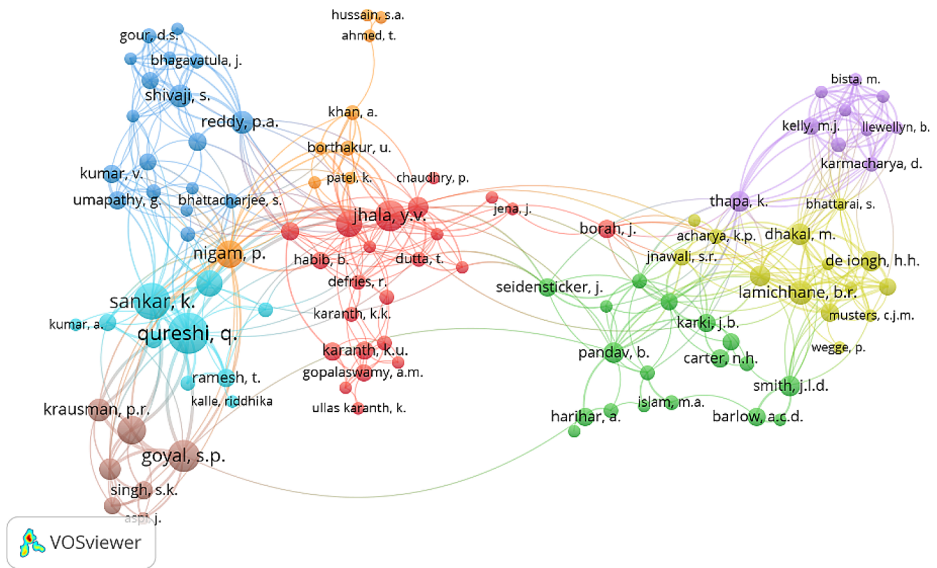 hussain, s.a.
gour, d.s.
ahmed, t.
bhagavatula, j.
bista, m.
shivaji, s.
khan, a.
reddy, p.a.
kelly, m.j.
llewellyn, b.
borthakur, u.
karmacharya, d.
kumar, v.
patel, k.
chaudhry, p.
umapathy, g.
bhattacharjee, s.
thapa, k.
bhattarai, s.
jena, j.
jhala, y.v.
borah, j.
acharya, k.p.
dhakal, m.
nigam, p.
habib, b.
dutta, t.
jnawali, s.r.
de iongh, h.h.
defries, r.
seidensticker, j.
lamichhane, b.r.
sankar, k.
karanth, k.k.
musters, c.j.m.
kumar, a.
qureshi, q.
karki, j.b.
karanth, k.u.
pandav, b.
carter, n.h.
wegge, p.
gopalaswamy, a.m.
ramesh, t.
smith, j.l.d.
kalle, riddhika
islam, m.a.
krausman, p.r.
ullas karanth, k.
harihar, a.
barlow, a.c.d.
goyal, s.p.
singh, s.k.
VOSviewer